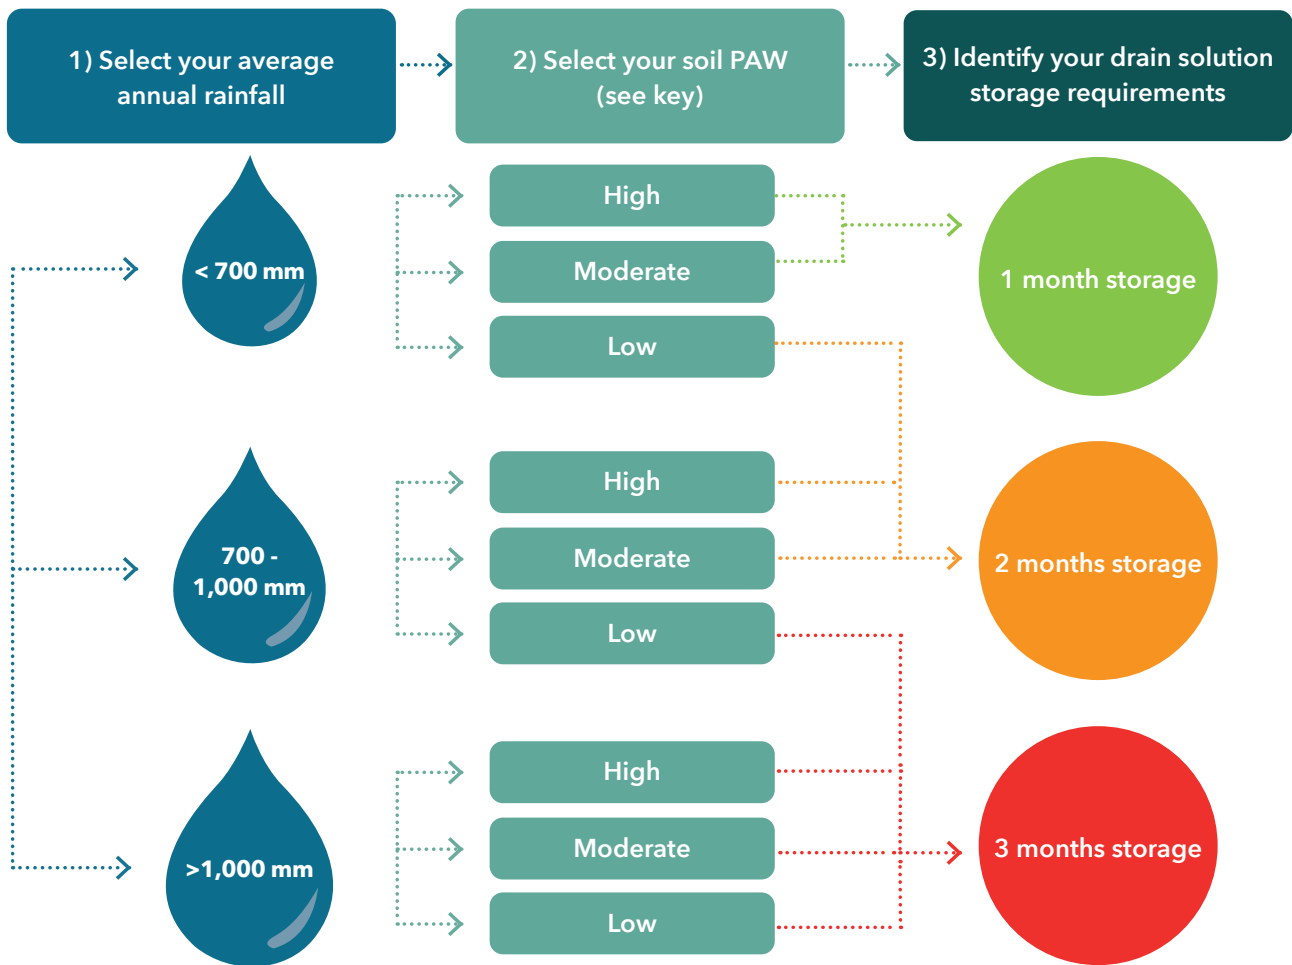 1) Select your average
annual rainfall
2) Select your soil PAW
(see key)
3) Identify your drain solution
storage requirements
< 700 mm
High
Moderate
Low
1 month storage
700 -
1,000 mm
High
Moderate
Low
2 months storage
>1,000 mm
High
Moderate
Low
3 months storage